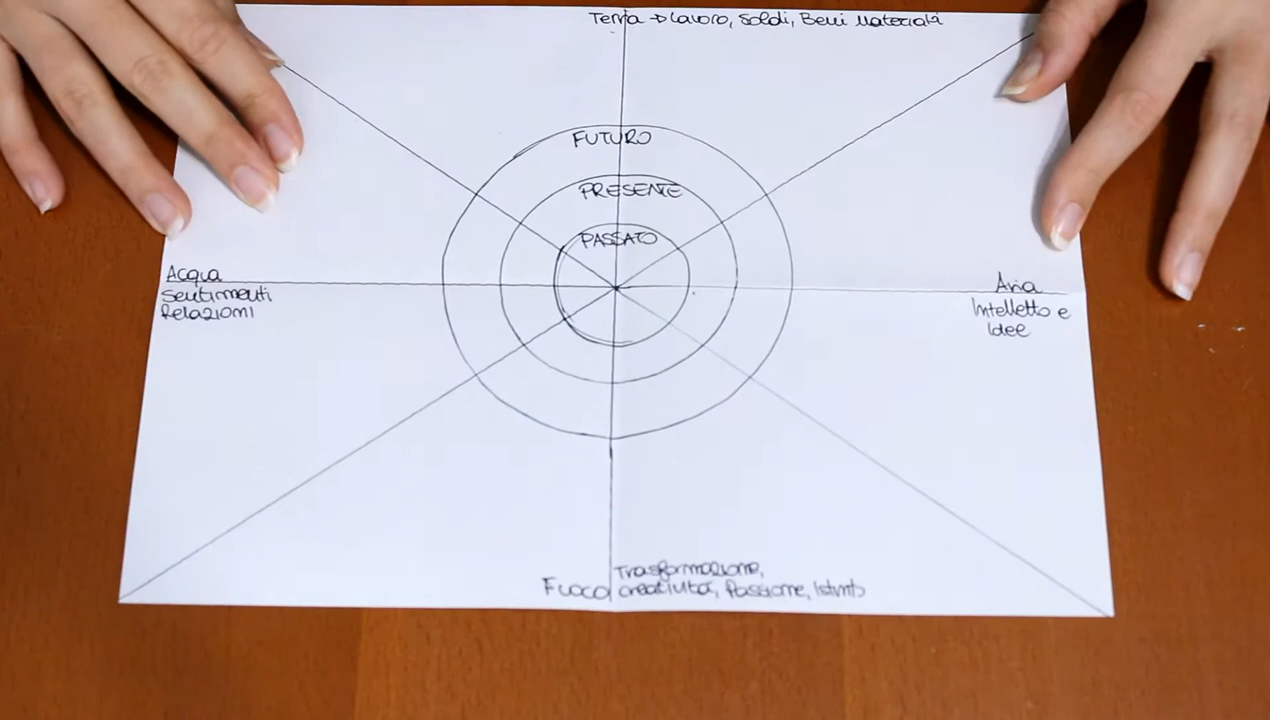 Terra → Lavoro, Soldi, Beni Materiali
FUTURO
PRESENTE
PASSATO
Acqua
Sentimenti
Relazioni
Aria
Intelletto e
Idee
Trasformazione,
Fuoco creatività, Passione, Istinto